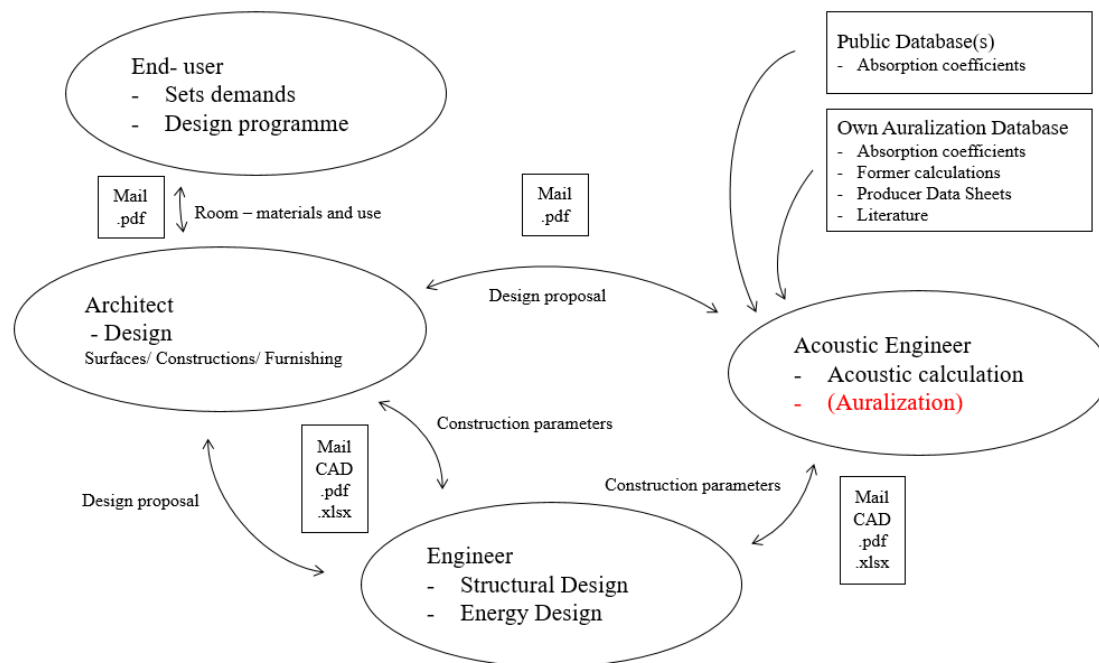 End- user
- Sets demands
- Design programme
Public Database(s)
- Absorption coefficients
Own Auralization Database
- Absorption coefficients
- Former calculations
- Producer Data Sheets
- Literature
Mail
.pdf
Room – materials and use
Mail
.pdf
Design proposal
Architect
- Design
Surfaces/ Constructions/ Furnishing
Acoustic Engineer
- Acoustic calculation
- (Auralization)
Mail
CAD
.pdf
.xlsx
Construction parameters
Design proposal
Construction parameters
Mail
CAD
.pdf
.xlsx
Engineer
- Structural Design
- Energy Design